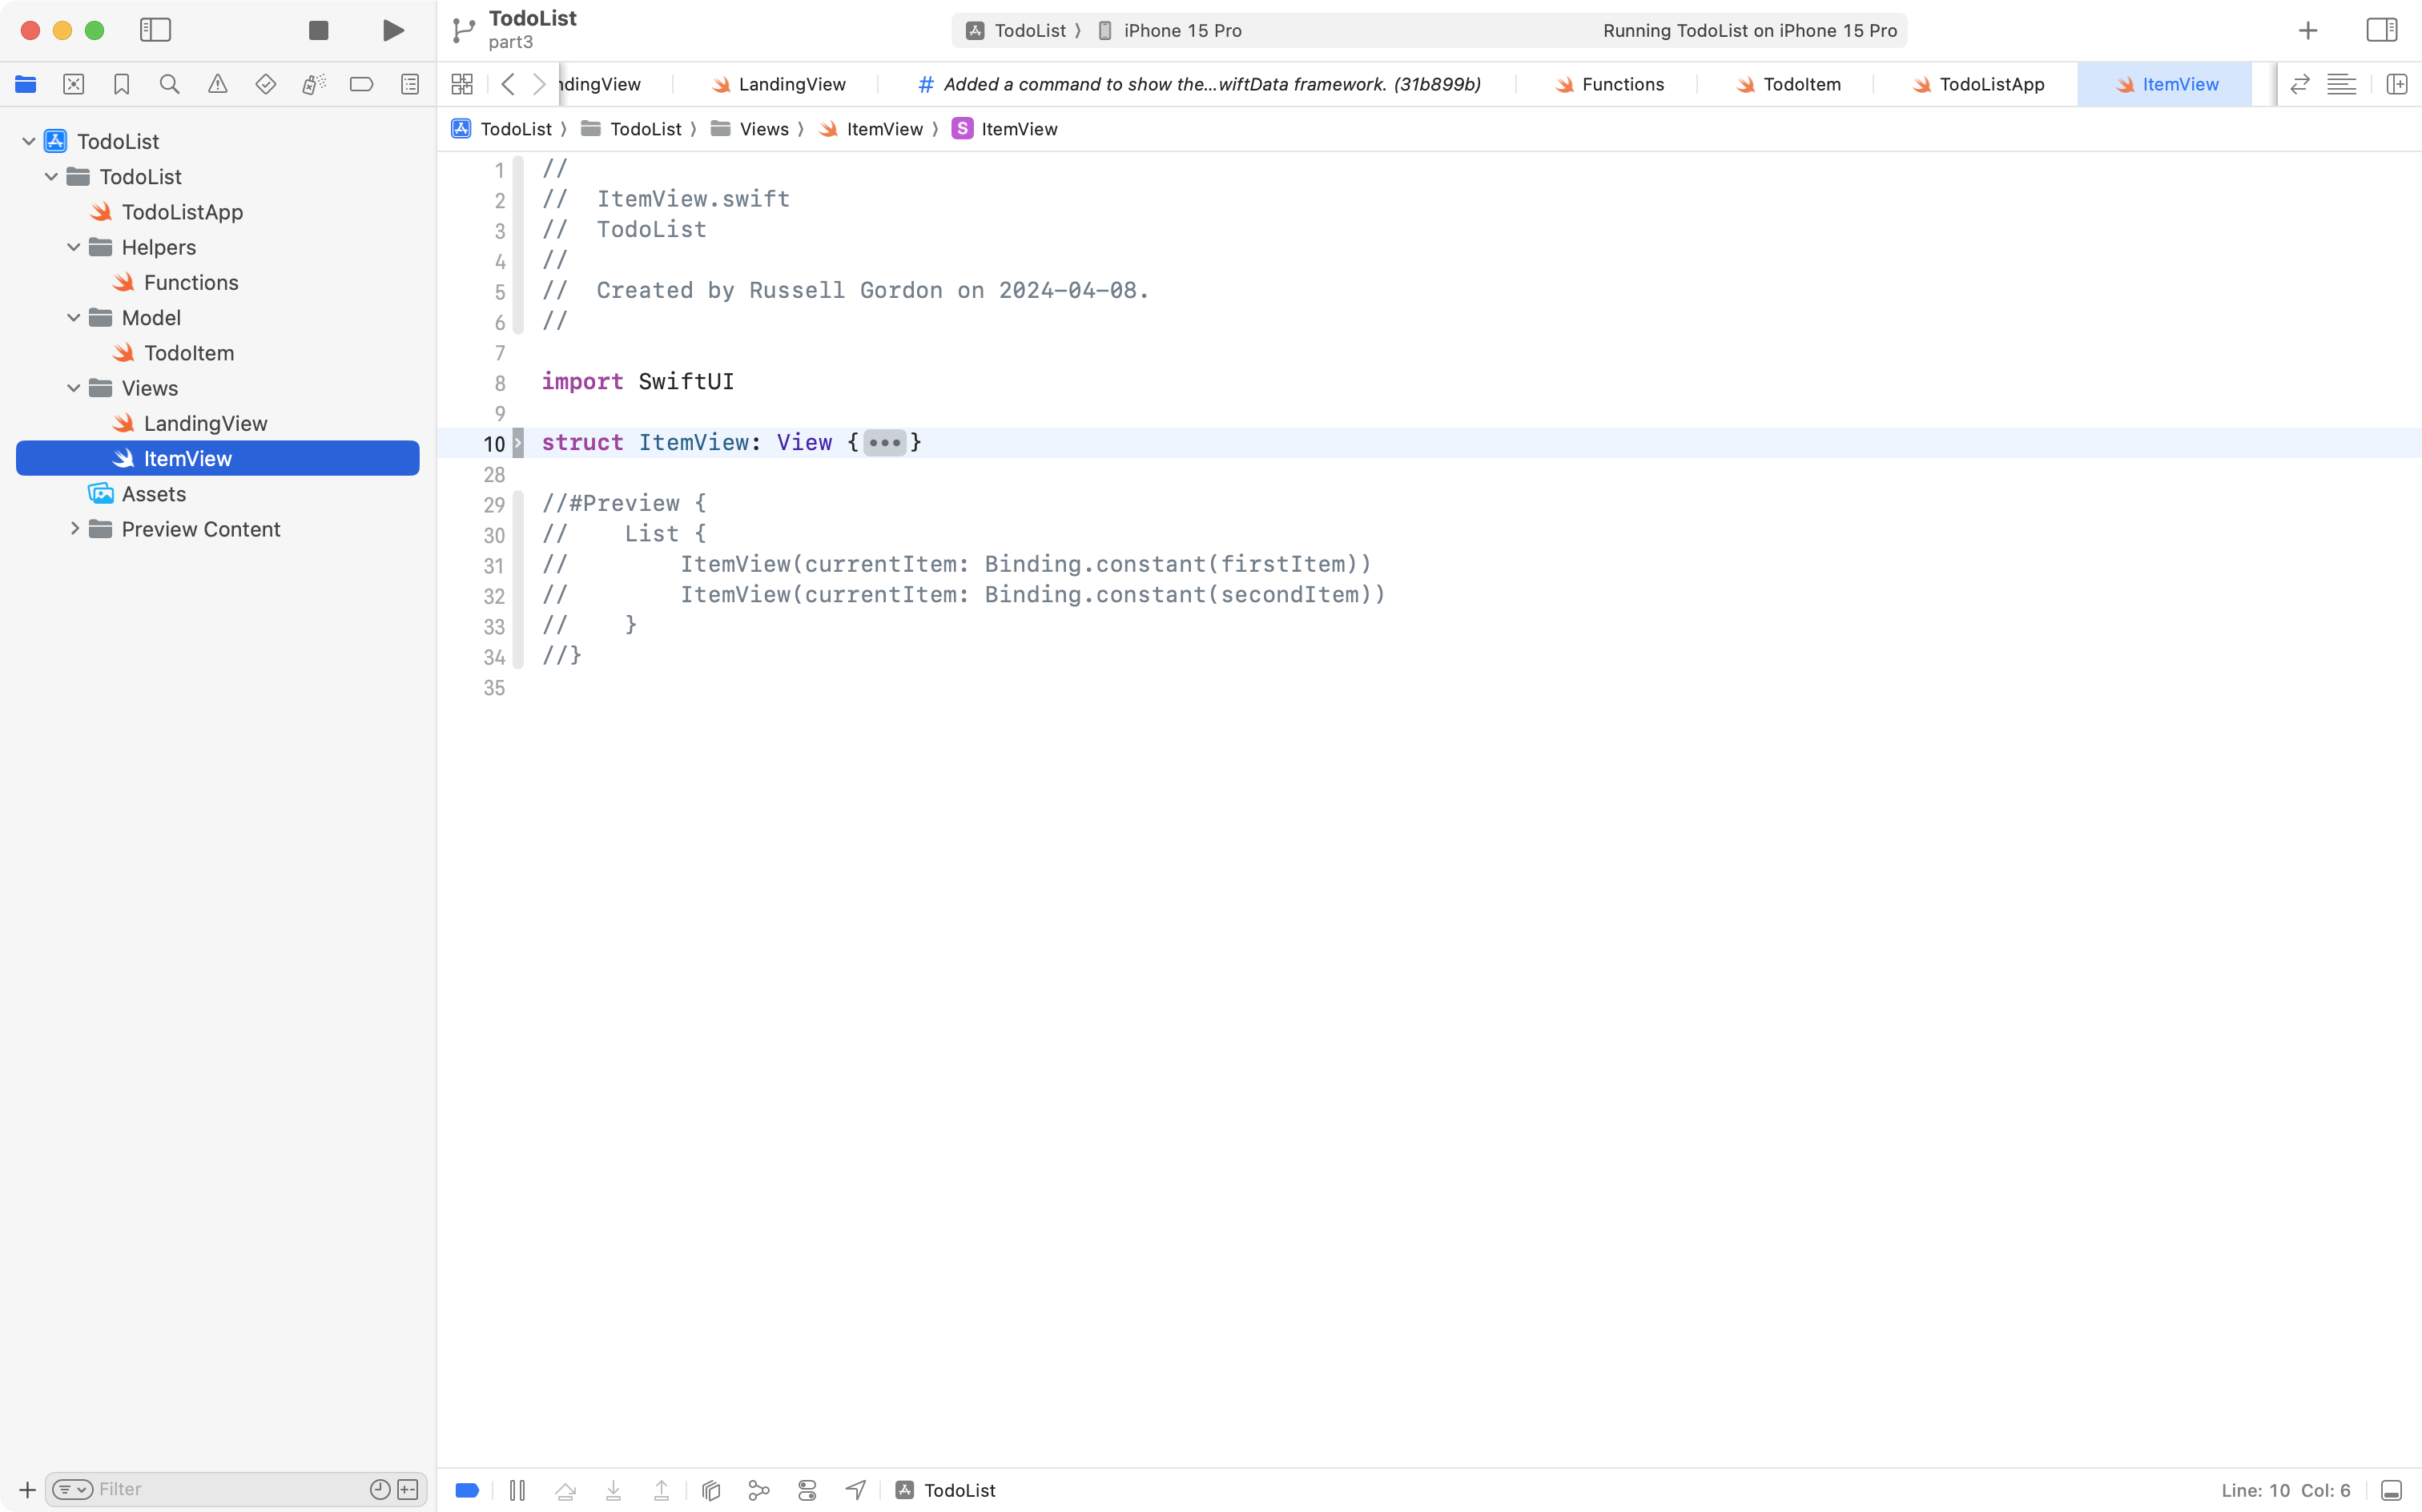 TodoList
part3
TodoList 〉 iPhone 15 Pro
Running TodoList on iPhone 15 Pro
ndingView
LandingView
# Added a command to show the...wiftData framework. (31b899b)
Functions
TodoItem
TodoListApp
ItemView
TodoList 〉 TodoList 〉 Views 〉 ItemView 〉 S ItemView
TodoList
TodoList
TodoListApp
Helpers
Functions
Model
TodoItem
Views
LandingView
ItemView
Assets
Preview Content
1 //
2 //  ItemView.swift
3 //  TodoList
4 //
5 //  Created by Russell Gordon on 2024-04-08.
6 //
7
8 import SwiftUI
9
10 struct ItemView: View {•••}
28
29 //#Preview {
30 //    List {
31 //        ItemView(currentItem: Binding.constant(firstItem))
32 //        ItemView(currentItem: Binding.constant(secondItem))
33 //    }
34 //}
35
Filter
TodoList
Line: 10 Col: 6